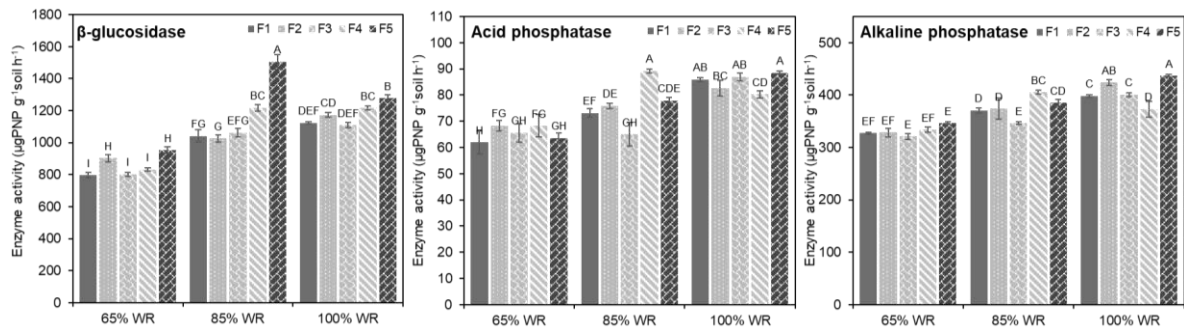 β-glucosidase
F1 F2 F3 F4 F5
Enzyme activity (µgPNP g⁻¹soil h⁻¹)
1800
1600
1400
1200
1000
800
600
400
200
0
I H I I H
FG G EFG BC A
DEF CD DEF BC B
65% WR 85% WR 100% WR
Acid phosphatase
F1 F2 F3 F4 F5
Enzyme activity (µgPNP g⁻¹soil h⁻¹)
110
100
90
80
70
60
50
40
30
20
10
0
H FG GH FG GH
EF DE GH A CDE
AB BC AB CD A
65% WR 85% WR 100% WR
Alkaline phosphatase
F1 F2 F3 F4 F5
Enzyme activity (µgPNP g⁻¹soil h⁻¹)
500
400
300
200
100
0
EF EF E EF E
D D E BC CD
C AB C D A
65% WR 85% WR 100% WR